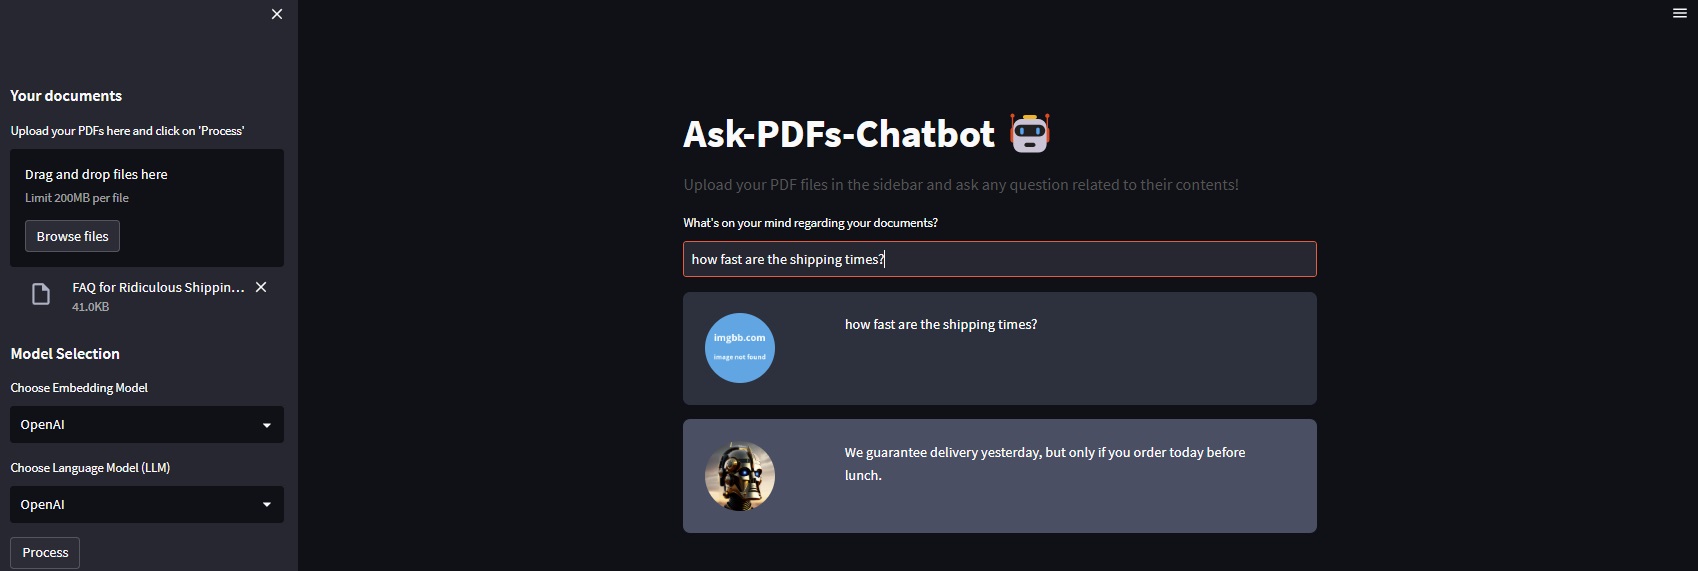 Your documents
Upload your PDFs here and click on 'Process'
Drag and drop files here
Limit 200MB per file
Browse files
FAQ for Ridiculous Shippin...
41.0KB
Model Selection
Choose Embedding Model
OpenAI
Choose Language Model (LLM)
OpenAI
Process
Ask-PDFs-Chatbot
Upload your PDF files in the sidebar and ask any question related to their contents!
What's on your mind regarding your documents?
how fast are the shipping times?
imgbb.com
image not found
how fast are the shipping times?
We guarantee delivery yesterday, but only if you order today before
lunch.